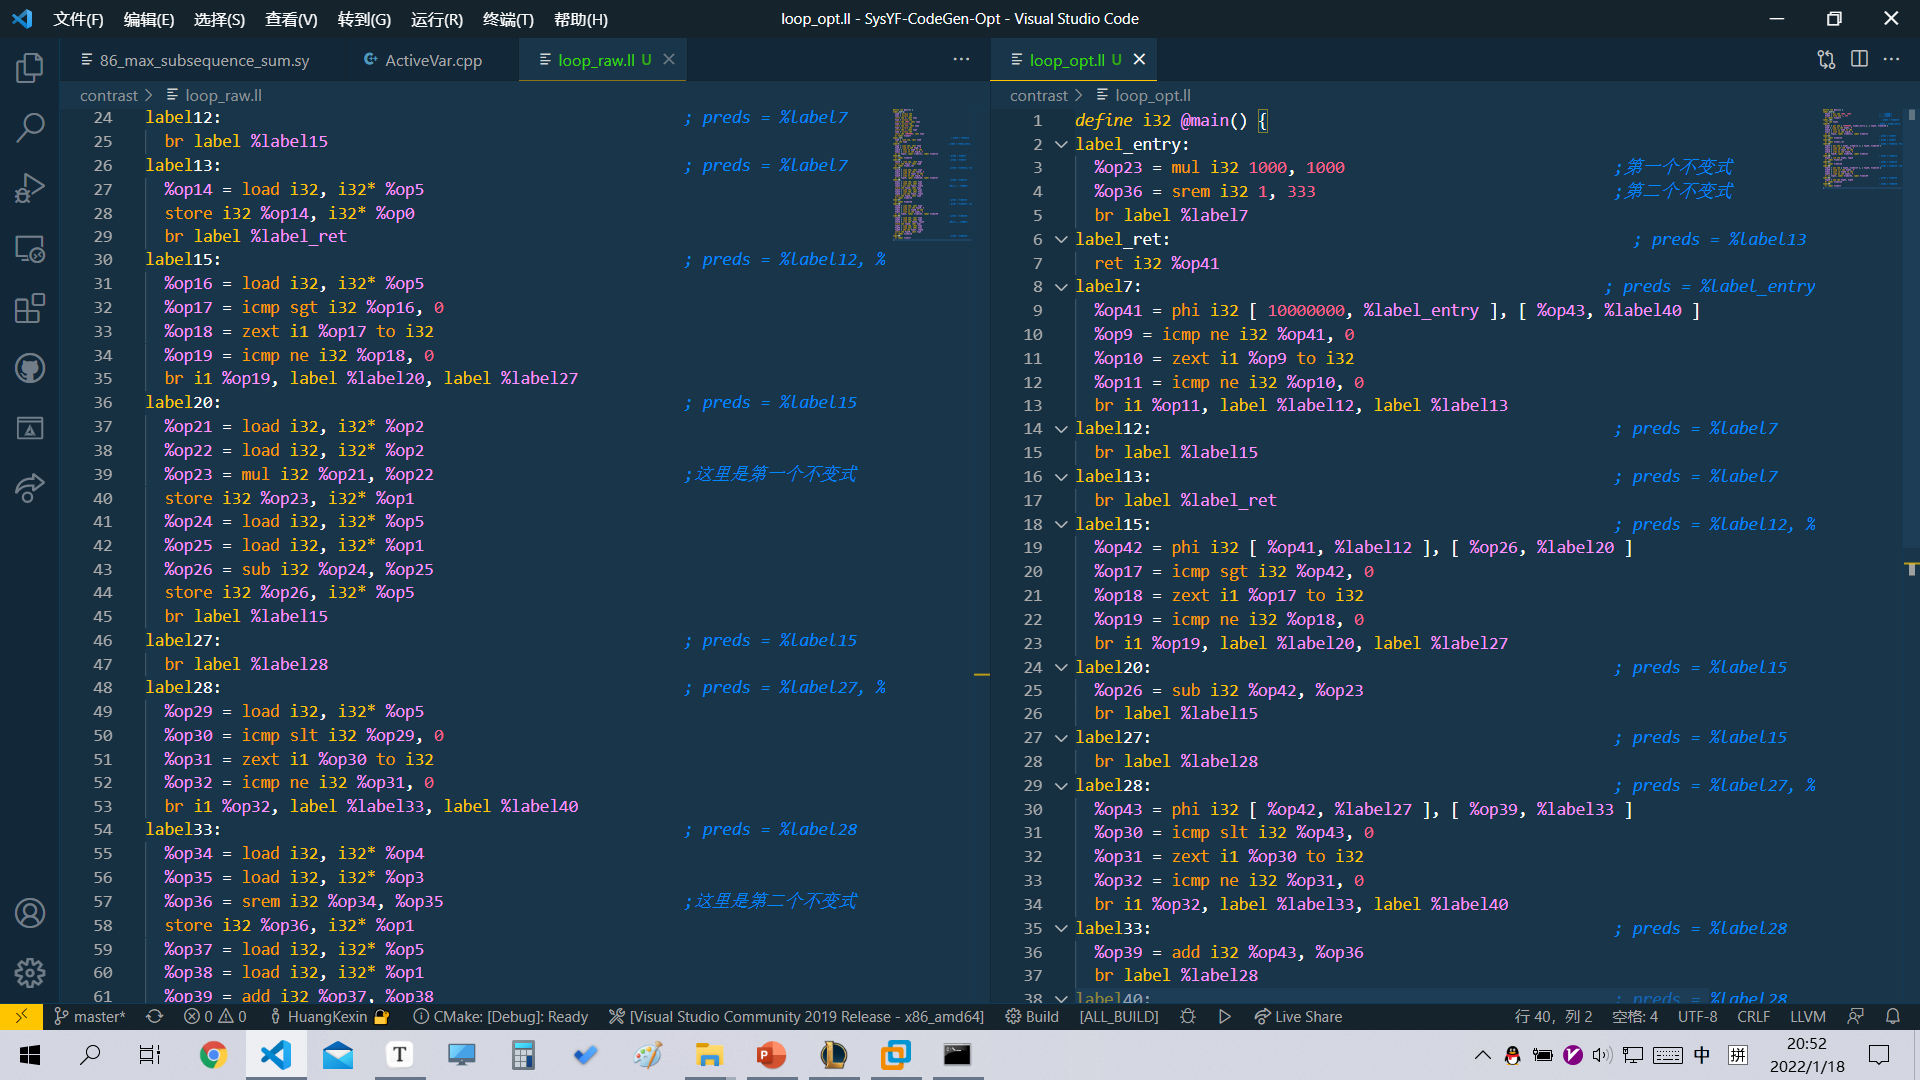 文件(F) 编辑(E) 选择(S) 查看(V) 转到(G) 运行(R) 终端(T) 帮助(H) loop_opt.ll - SysYF-CodeGen-Opt - Visual Studio Code
86_max_subsequence_sum.sy ActiveVar.cpp loop_raw.ll U
contrast > loop_raw.ll
24 label12: ; preds = %label7
25 br label %label15
26 label13: ; preds = %label7
27 %op14 = load i32, i32* %op5
28 store i32 %op14, i32* %op0
29 br label %label_ret
30 label15: ; preds = %label12, %
31 %op16 = load i32, i32* %op5
32 %op17 = icmp sgt i32 %op16, 0
33 %op18 = zext i1 %op17 to i32
34 %op19 = icmp ne i32 %op18, 0
35 br i1 %op19, label %label20, label %label27
36 label20: ; preds = %label15
37 %op21 = load i32, i32* %op2
38 %op22 = load i32, i32* %op2
39 %op23 = mul i32 %op21, %op22 ;这里是第一个不变式
40 store i32 %op23, i32* %op1
41 %op24 = load i32, i32* %op5
42 %op25 = load i32, i32* %op1
43 %op26 = sub i32 %op24, %op25
44 store i32 %op26, i32* %op5
45 br label %label15
46 label27: ; preds = %label15
47 br label %label28
48 label28: ; preds = %label27, %
49 %op29 = load i32, i32* %op5
50 %op30 = icmp slt i32 %op29, 0
51 %op31 = zext i1 %op30 to i32
52 %op32 = icmp ne i32 %op31, 0
53 br i1 %op32, label %label33, label %label40
54 label33: ; preds = %label28
55 %op34 = load i32, i32* %op4
56 %op35 = load i32, i32* %op3
57 %op36 = srem i32 %op34, %op35 ;这里是第二个不变式
58 store i32 %op36, i32* %op1
59 %op37 = load i32, i32* %op5
60 %op38 = load i32, i32* %op1
61 %op39 = add i32 %op37, %op38
loop_opt.ll U
contrast > loop_opt.ll
1 define i32 @main() {
2 label_entry:
3 %op23 = mul i32 1000, 1000 ;第一个不变式
4 %op36 = srem i32 1, 333 ;第二个不变式
5 br label %label7
6 label_ret: ; preds = %label13
7 ret i32 %op41
8 label7: ; preds = %label_entry
9 %op41 = phi i32 [ 10000000, %label_entry ], [ %op43, %label40 ]
10 %op9 = icmp ne i32 %op41, 0
11 %op10 = zext i1 %op9 to i32
12 %op11 = icmp ne i32 %op10, 0
13 br i1 %op11, label %label12, label %label13
14 label12: ; preds = %label7
15 br label %label15
16 label13: ; preds = %label7
17 br label %label_ret
18 label15: ; preds = %label12, %
19 %op42 = phi i32 [ %op41, %label12 ], [ %op26, %label20 ]
20 %op17 = icmp sgt i32 %op42, 0
21 %op18 = zext i1 %op17 to i32
22 %op19 = icmp ne i32 %op18, 0
23 br i1 %op19, label %label20, label %label27
24 label20: ; preds = %label15
25 %op26 = sub i32 %op42, %op23
26 br label %label15
27 label27: ; preds = %label15
28 br label %label28
29 label28: ; preds = %label27, %
30 %op43 = phi i32 [ %op42, %label27 ], [ %op39, %label33 ]
31 %op30 = icmp slt i32 %op43, 0
32 %op31 = zext i1 %op30 to i32
33 %op32 = icmp ne i32 %op31, 0
34 br i1 %op32, label %label33, label %label40
35 label33: ; preds = %label28
36 %op39 = add i32 %op43, %op36
37 br label %label28
38 label40: ; preds = %label28
master* 0 0 HuangKexin CMake: [Debug]: Ready [Visual Studio Community 2019 Release - x86_amd64] Build [ALL_BUILD] Live Share 行 40，列 2 空格: 4 UTF-8 CRLF LLVM
中 拼 20:52
2022/1/18